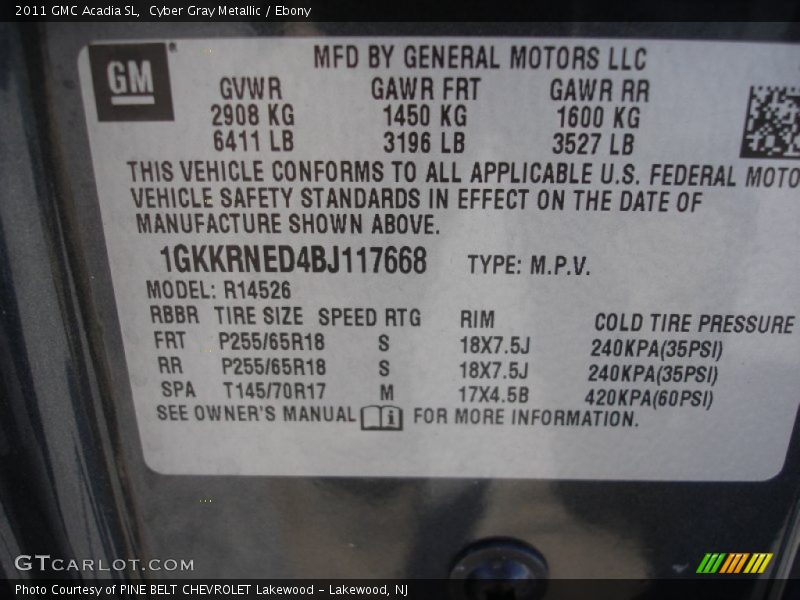 2011 GMC Acadia SL, Cyber Gray Metallic / Ebony
GM
MFD BY GENERAL MOTORS LLC
GVWR GAWR FRT GAWR RR
2908 KG 1450 KG 1600 KG
6411 LB 3196 LB 3527 LB
THIS VEHICLE CONFORMS TO ALL APPLICABLE U.S. FEDERAL MOTO
VEHICLE SAFETY STANDARDS IN EFFECT ON THE DATE OF
MANUFACTURE SHOWN ABOVE.
1GKKRNED4BJ117668 TYPE: M.P.V.
MODEL: R14526
RBBR TIRE SIZE SPEED RTG RIM COLD TIRE PRESSURE
FRT P255/65R18 S 18X7.5J 240KPA(35PSI)
RR P255/65R18 S 18X7.5J 240KPA(35PSI)
SPA T145/70R17 M 17X4.5B 420KPA(60PSI)
SEE OWNER'S MANUAL i FOR MORE INFORMATION.
GTCARLOT.COM
Photo Courtesy of PINE BELT CHEVROLET Lakewood - Lakewood, NJ